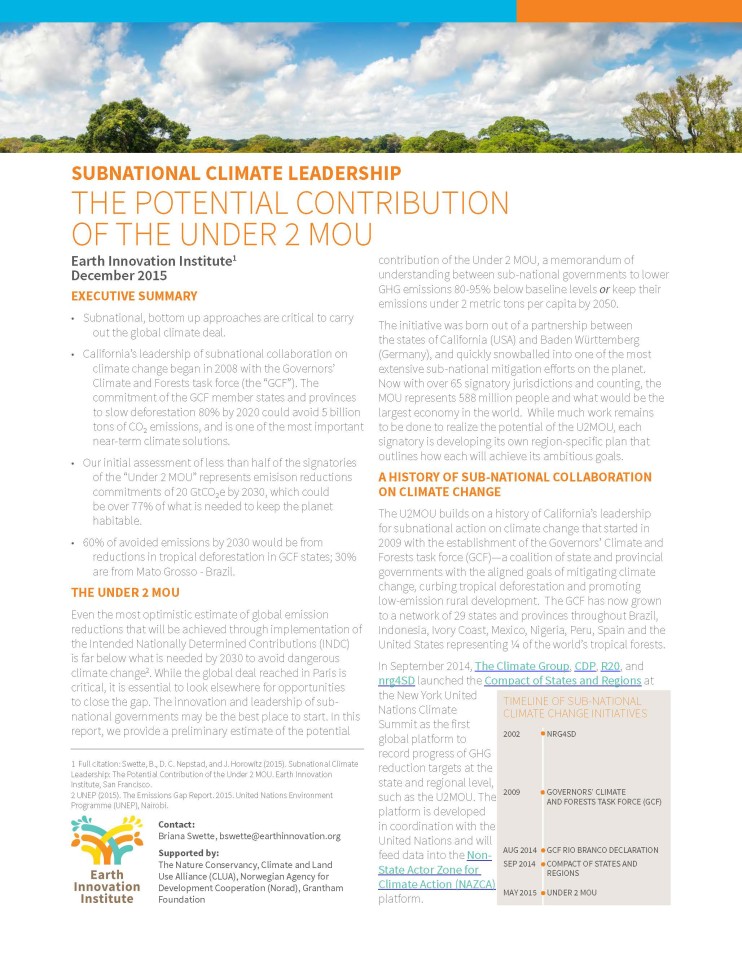 SUBNATIONAL CLIMATE LEADERSHIP
THE POTENTIAL CONTRIBUTION
OF THE UNDER 2 MOU
Earth Innovation Institute¹
December 2015
EXECUTIVE SUMMARY
• Subnational, bottom up approaches are critical to carry
out the global climate deal.
• California's leadership of subnational collaboration on
climate change began in 2008 with the Governors'
Climate and Forests task force (the "GCF"). The
commitment of the GCF member states and provinces
to slow deforestation 80% by 2020 could avoid 5 billion
tons of CO₂ emissions, and is one of the most important
near-term climate solutions.
• Our initial assessment of less than half of the signatories
of the "Under 2 MOU" represents emisison reductions
commitments of 20 GtCO₂e by 2030, which could
be over 77% of what is needed to keep the planet
habitable.
• 60% of avoided emissions by 2030 would be from
reductions in tropical deforestation in GCF states; 30%
are from Mato Grosso - Brazil.
THE UNDER 2 MOU
Even the most optimistic estimate of global emission
reductions that will be achieved through implementation of
the Intended Nationally Determined Contributions (INDC)
is far below what is needed by 2030 to avoid dangerous
climate change². While the global deal reached in Paris is
critical, it is essential to look elsewhere for opportunities
to close the gap. The innovation and leadership of sub-
national governments may be the best place to start. In this
report, we provide a preliminary estimate of the potential
1 Full citation: Swette, B., D. C. Nepstad, and J. Horowitz (2015). Subnational Climate
Leadership: The Potential Contribution of the Under 2 MOU. Earth Innovation
Institute, San Francisco.
2 UNEP (2015). The Emissions Gap Report. 2015. United Nations Environment
Programme (UNEP), Nairobi.
Earth
Innovation
Institute
Contact:
Briana Swette, bswette@earthinnovation.org
Supported by:
The Nature Conservancy, Climate and Land
Use Alliance (CLUA), Norwegian Agency for
Development Cooperation (Norad), Grantham
Foundation
contribution of the Under 2 MOU, a memorandum of
understanding between sub-national governments to lower
GHG emissions 80-95% below baseline levels or keep their
emissions under 2 metric tons per capita by 2050.
The initiative was born out of a partnership between
the states of California (USA) and Baden Württemberg
(Germany), and quickly snowballed into one of the most
extensive sub-national mitigation efforts on the planet.
Now with over 65 signatory jurisdictions and counting, the
MOU represents 588 million people and what would be the
largest economy in the world. While much work remains
to be done to realize the potential of the U2MOU, each
signatory is developing its own region-specific plan that
outlines how each will achieve its ambitious goals.
A HISTORY OF SUB-NATIONAL COLLABORATION
ON CLIMATE CHANGE
The U2MOU builds on a history of California's leadership
for subnational action on climate change that started in
2009 with the establishment of the Governors' Climate and
Forests task force (GCF)—a coalition of state and provincial
governments with the aligned goals of mitigating climate
change, curbing tropical deforestation and promoting
low-emission rural development. The GCF has now grown
to a network of 29 states and provinces throughout Brazil,
Indonesia, Ivory Coast, Mexico, Nigeria, Peru, Spain and the
United States representing ¼ of the world's tropical forests.
In September 2014, The Climate Group, CDP, R20, and
nrg4SD launched the Compact of States and Regions at
the New York United
Nations Climate
Summit as the first
global platform to
record progress of GHG
reduction targets at the
state and regional level,
such as the U2MOU. The
platform is developed
in coordination with the
United Nations and will
feed data into the Non-
State Actor Zone for
Climate Action (NAZCA)
platform.
TIMELINE OF SUB-NATIONAL
CLIMATE CHANGE INITIATIVES
2002 NRG4SD
2009 GOVERNORS' CLIMATE
AND FORESTS TASK FORCE (GCF)
AUG 2014 GCF RIO BRANCO DECLARATION
SEP 2014 COMPACT OF STATES AND
REGIONS
MAY 2015 UNDER 2 MOU